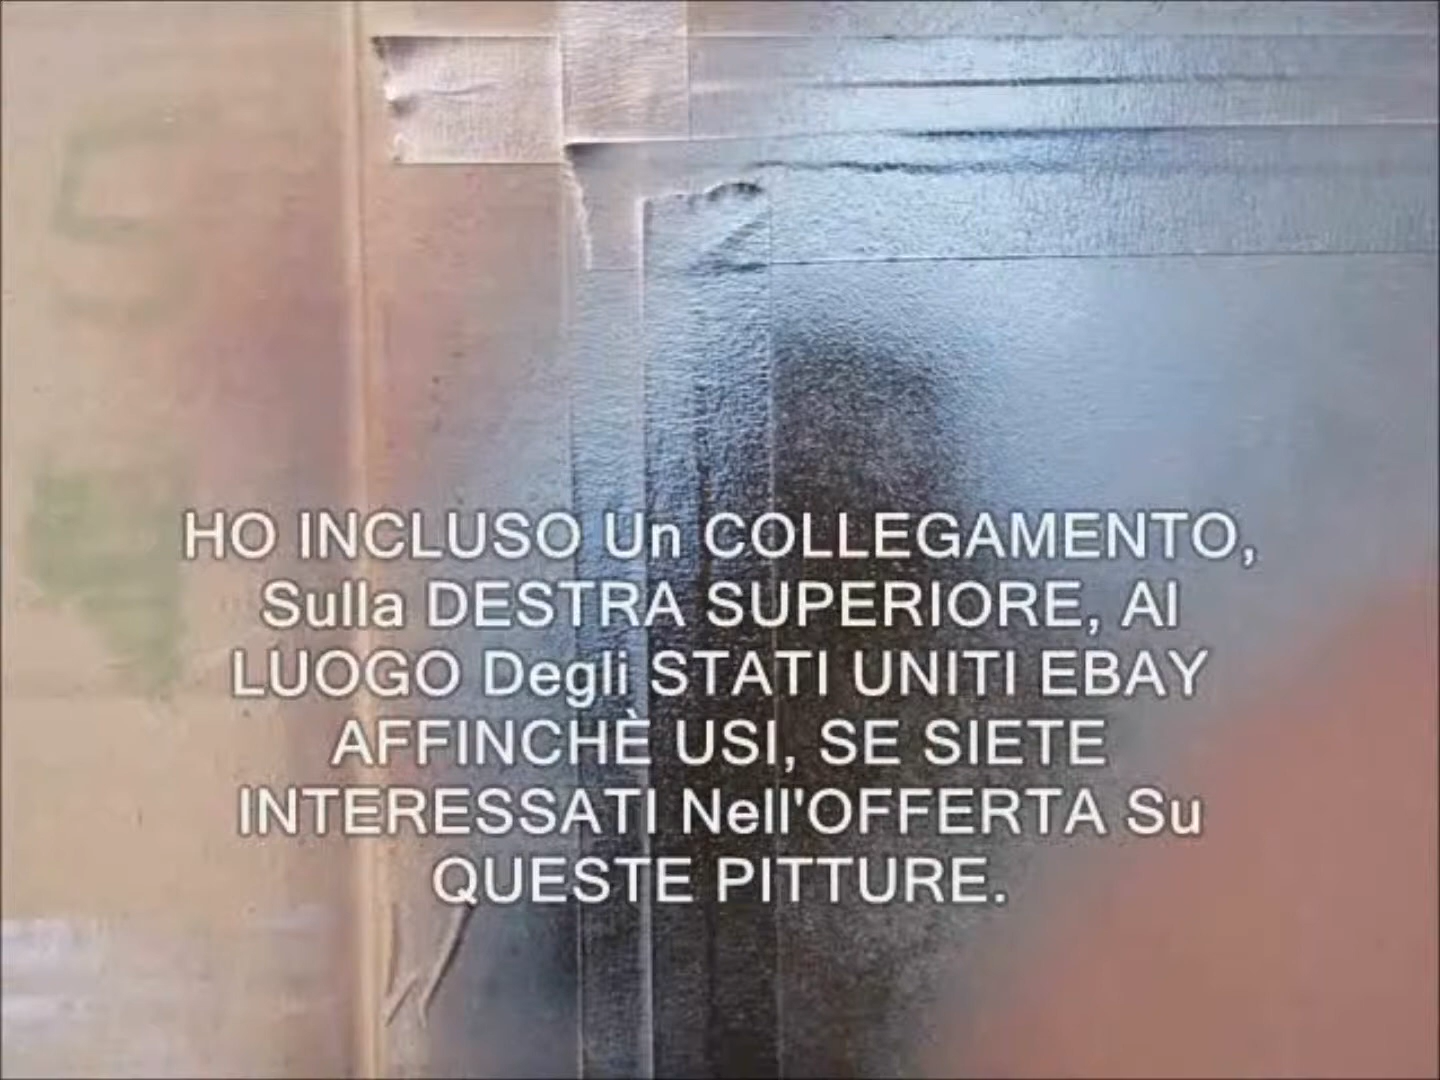 HO INCLUSO Un COLLEGAMENTO,
Sulla DESTRA SUPERIORE, Al
LUOGO Degli STATI UNITI EBAY
AFFINCHÈ USI, SE SIETE
INTERESSATI Nell'OFFERTA Su
QUESTE PITTURE.